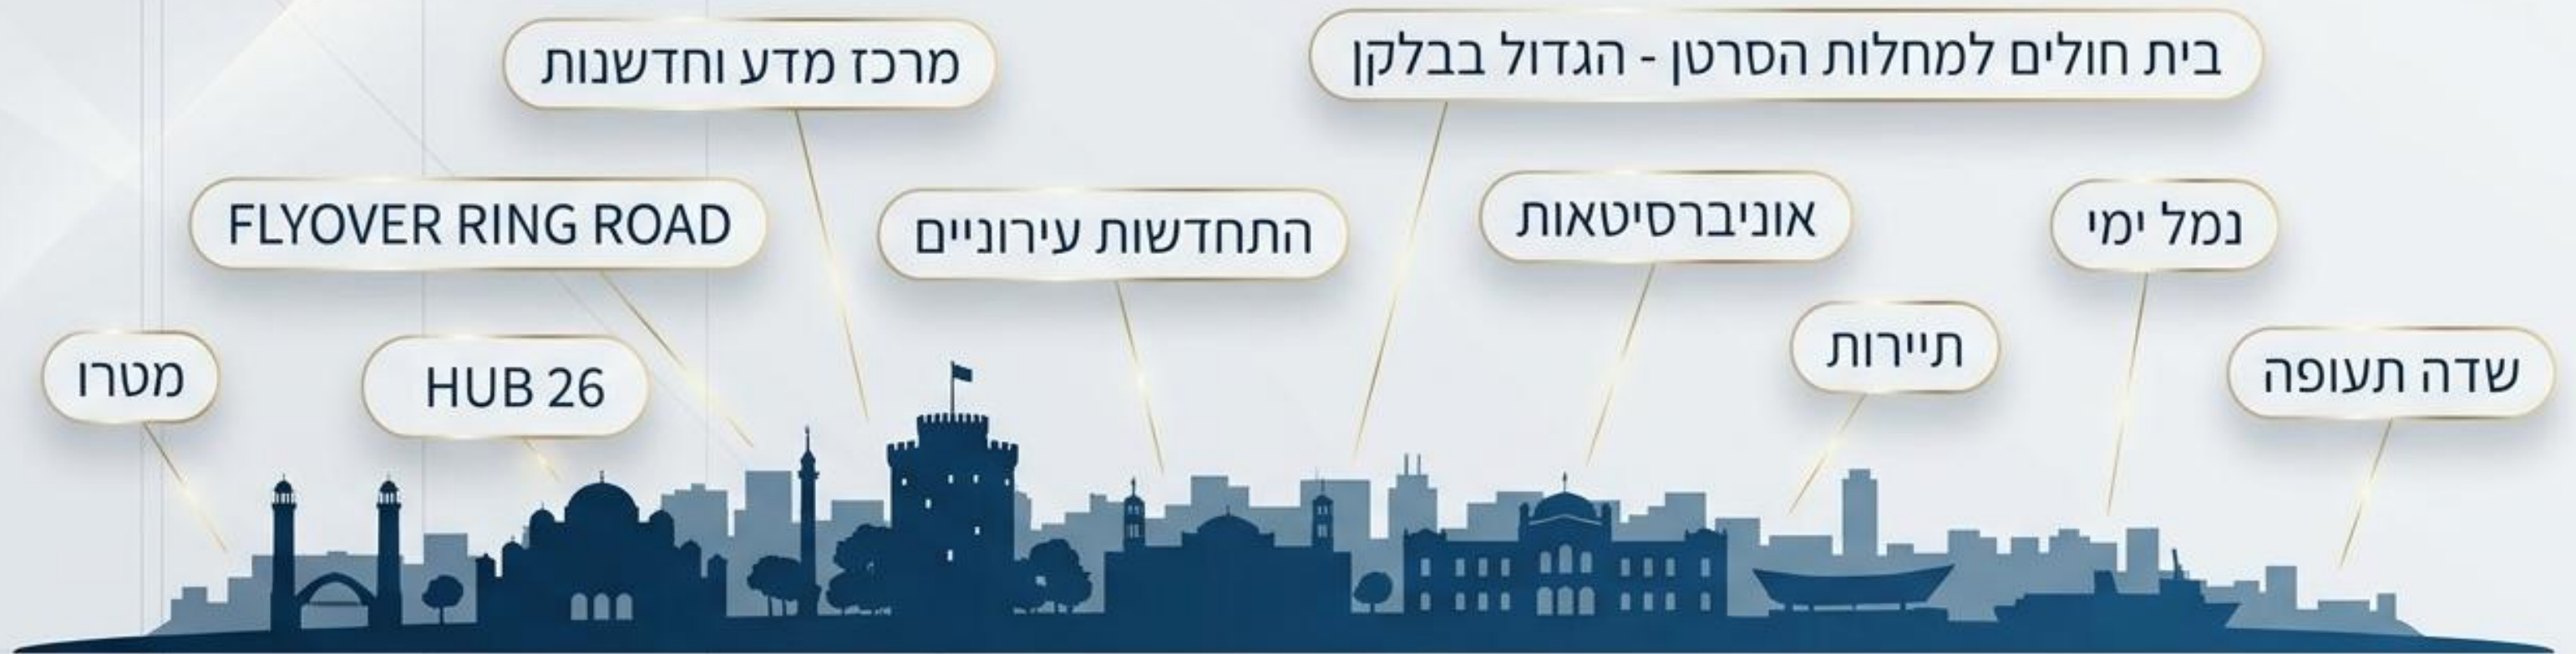 בית חולים למחלות הסרטן - הגדול בבלקן
מרכז מדע וחדשנות
נמל ימי
אוניברסיטאות
התחדשות עירוניים
FLYOVER RING ROAD
שדה תעופה
תיירות
HUB 26
מטרו